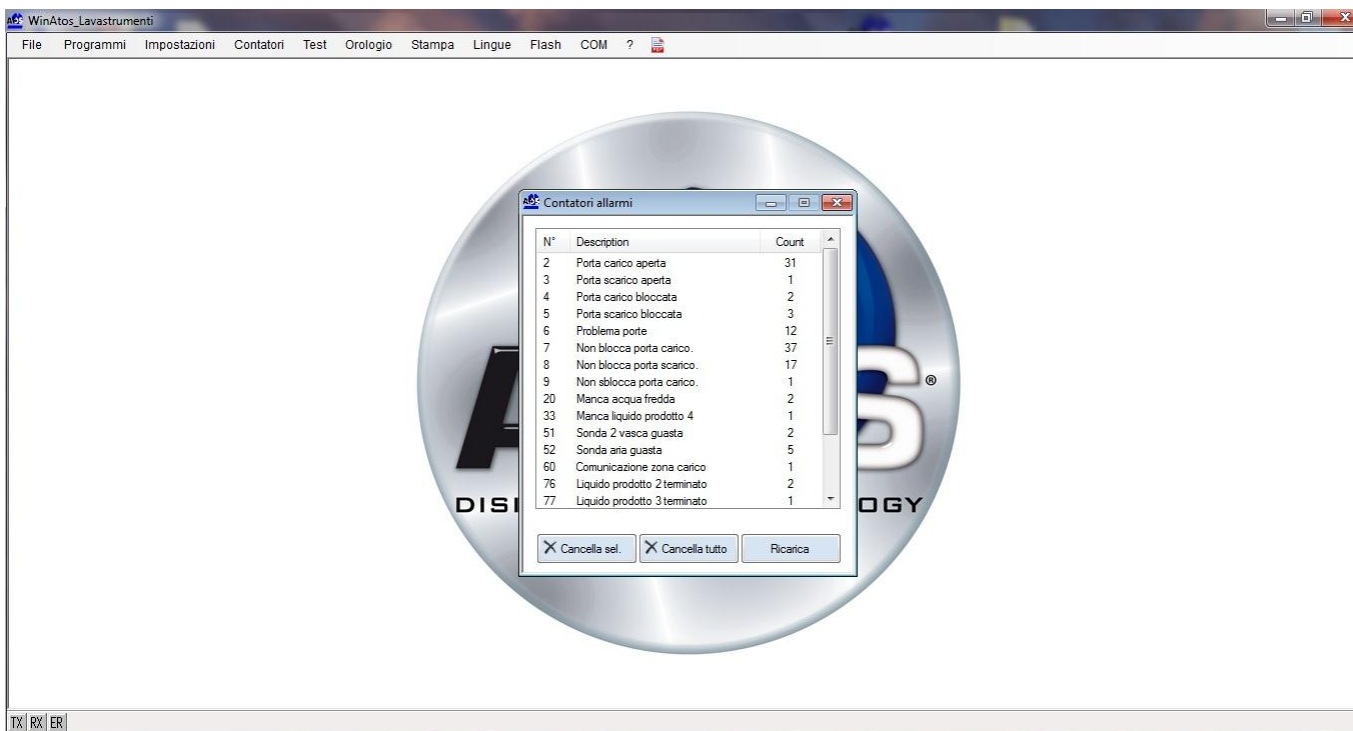 WinAtos_Lavastrumenti
File Programmi Impostazioni Contatori Test Orologio Stampa Lingue Flash COM ?
Contatori allarmi
N° Description Count
2 Porta carico aperta 31
3 Porta scarico aperta 1
4 Porta carico bloccata 2
5 Porta scarico bloccata 3
6 Problema porte 12
7 Non blocca porta carico. 37
8 Non blocca porta scarico. 17
9 Non sblocca porta carico. 1
20 Manca acqua fredda 2
33 Manca liquido prodotto 4 1
51 Sonda 2 vasca guasta 2
52 Sonda aria guasta 5
60 Comunicazione zona carico 1
76 Liquido prodotto 2 terminato 2
77 Liquido prodotto 3 terminato 1
Cancella sel. Cancella tutto Ricarica
®
DISI OGY
TX RX ER